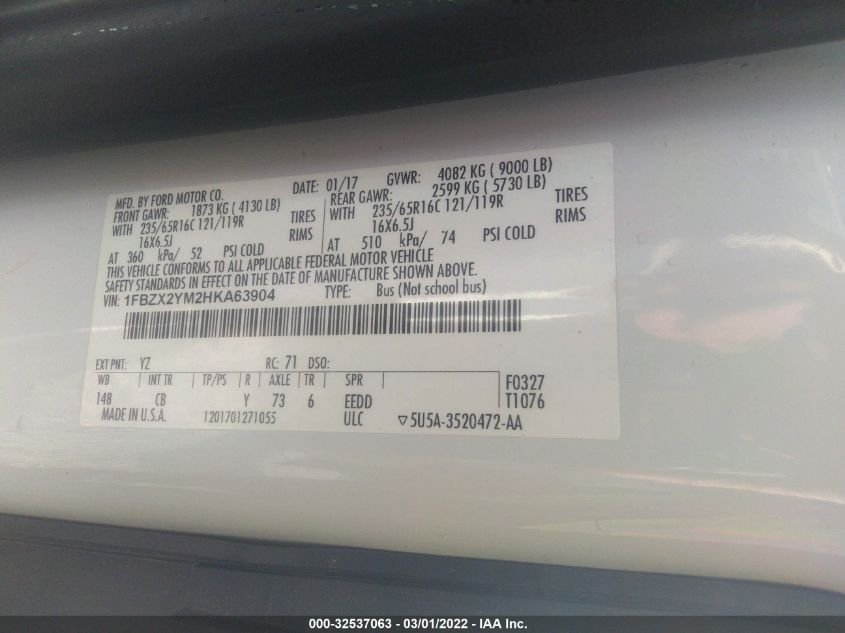 MFD. BY FORD MOTOR CO. DATE: 01/17 GVWR: 4082 KG ( 9000 LB)
FRONT GAWR: 1873 KG ( 4130 LB) REAR GAWR: 2599 KG ( 5730 LB)
WITH 235/65R16C 121/119R TIRES WITH 235/65R16C 121/119R TIRES
16X6.5J RIMS 16X6.5J RIMS
AT 360 kPa/ 52 PSI COLD AT 510 kPa/ 74 PSI COLD
THIS VEHICLE CONFORMS TO ALL APPLICABLE FEDERAL MOTOR VEHICLE
SAFETY STANDARDS IN EFFECT ON THE DATE OF MANUFACTURE SHOWN ABOVE.
VIN: 1FBZX2YM2HKA63904 TYPE: Bus (Not school bus)
EXT PNT: YZ RC: 71 DSO:
WB INT TR TP/PS R AXLE TR SPR F0327
148 CB Y 73 6 EEDD T1076
MADE IN U.S.A. 1201701271055 ULC ▽5U5A-3520472-AA
000-32537063 - 03/01/2022 - IAA Inc.